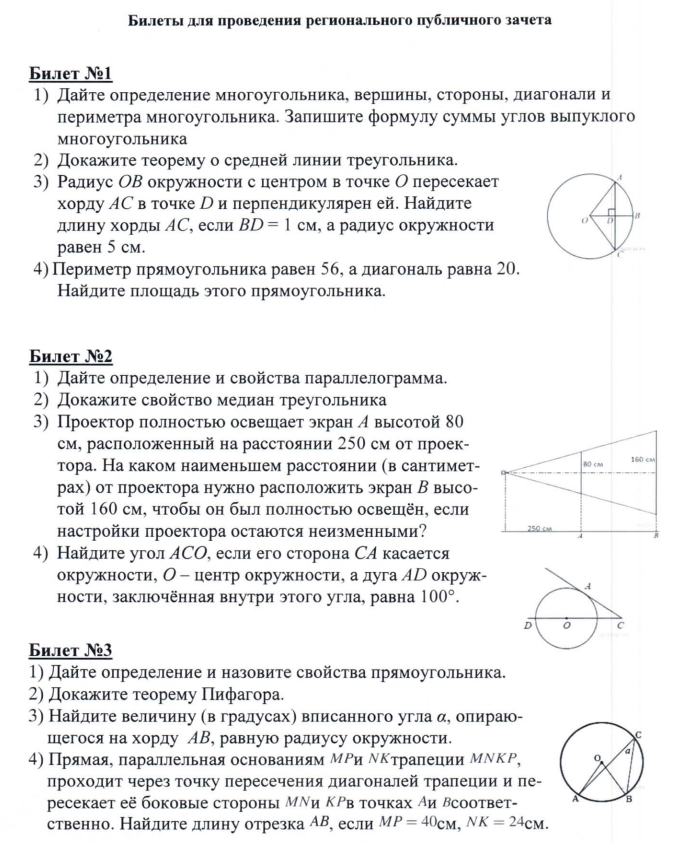 Билеты для проведения регионального публичного зачета
Билет №1
1) Дайте определение многоугольника, вершины, стороны, диагонали и
периметра многоугольника. Запишите формулу суммы углов выпуклого
многоугольника
2) Докажите теорему о средней линии треугольника.
3) Радиус OB окружности с центром в точке O пересекает
хорду AC в точке D и перпендикулярен ей. Найдите
длину хорды AC, если BD = 1 см, а радиус окружности
равен 5 см.
A
O
D
B
C
4) Периметр прямоугольника равен 56, а диагональ равна 20.
Найдите площадь этого прямоугольника.
Билет №2
1) Дайте определение и свойства параллелограмма.
2) Докажите свойство медиан треугольника
3) Проектор полностью освещает экран A высотой 80
см, расположенный на расстоянии 250 см от проек-
тора. На каком наименьшем расстоянии (в сантимет-
рах) от проектора нужно расположить экран B высо-
той 160 см, чтобы он был полностью освещён, если
настройки проектора остаются неизменными?
80 см
160 см
250 см
A
B
4) Найдите угол ACO, если его сторона CA касается
окружности, O – центр окружности, а дуга AD окруж-
ности, заключённая внутри этого угла, равна 100°.
A
D
O
C
Билет №3
1) Дайте определение и назовите свойства прямоугольника.
2) Докажите теорему Пифагора.
3) Найдите величину (в градусах) вписанного угла α, опираю-
щегося на хорду AB, равную радиусу окружности.
4) Прямая, параллельная основаниям MPи NKтрапеции MNKP,
проходит через точку пересечения диагоналей трапеции и пе-
ресекает её боковые стороны MNи KPв точках Aи Bсоответ-
ственно. Найдите длину отрезка AB, если MP = 40см, NK = 24см.
C
α
O
A
B